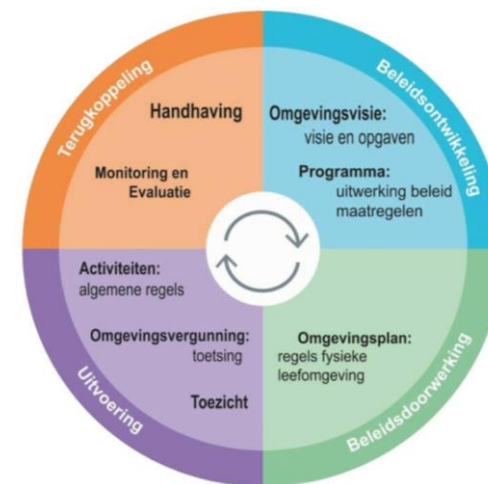 Terugkoppeling
Handhaving
Monitoring en
Evaluatie
Beleidsontwikkeling
Omgevingsvisie:
visie en opgaven
Programma:
uitwerking beleid
maatregelen
Beleidsdoorwerking
Omgevingsplan:
regels fysieke
leefomgeving
Uitvoering
Activiteiten:
algemene regels
Omgevingsvergunning:
toetsing
Toezicht